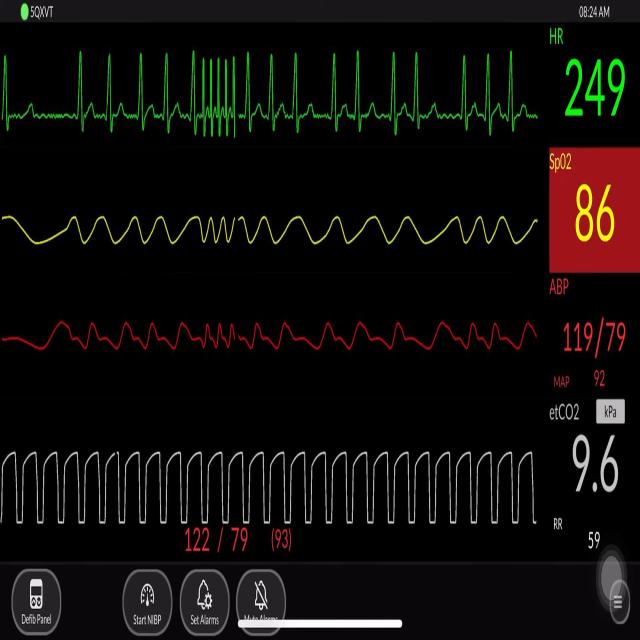 5QXVT
08:24 AM
HR
249
SpO2
86
ABP
119/79
MAP 92
etCO2 kPa
9.6
RR
59
122 / 79 (93)
Defib Panel
Start NIBP
Set Alarms
Mute Alarms